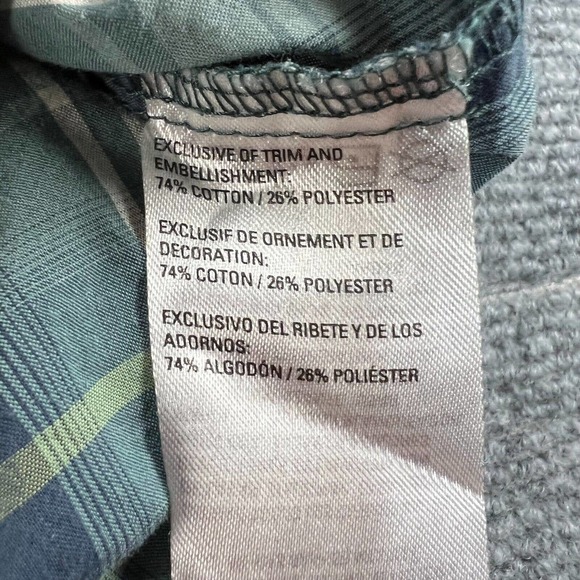 EXCLUSIVE OF TRIM AND
EMBELLISHMENT:
74% COTTON / 26% POLYESTER
EXCLUSIF DE ORNEMENT ET DE
DECORATION:
74% COTON / 26% POLYESTER
EXCLUSIVO DEL RIBETE Y DE LOS
ADORNOS:
74% ALGODÓN / 26% POLIÉSTER